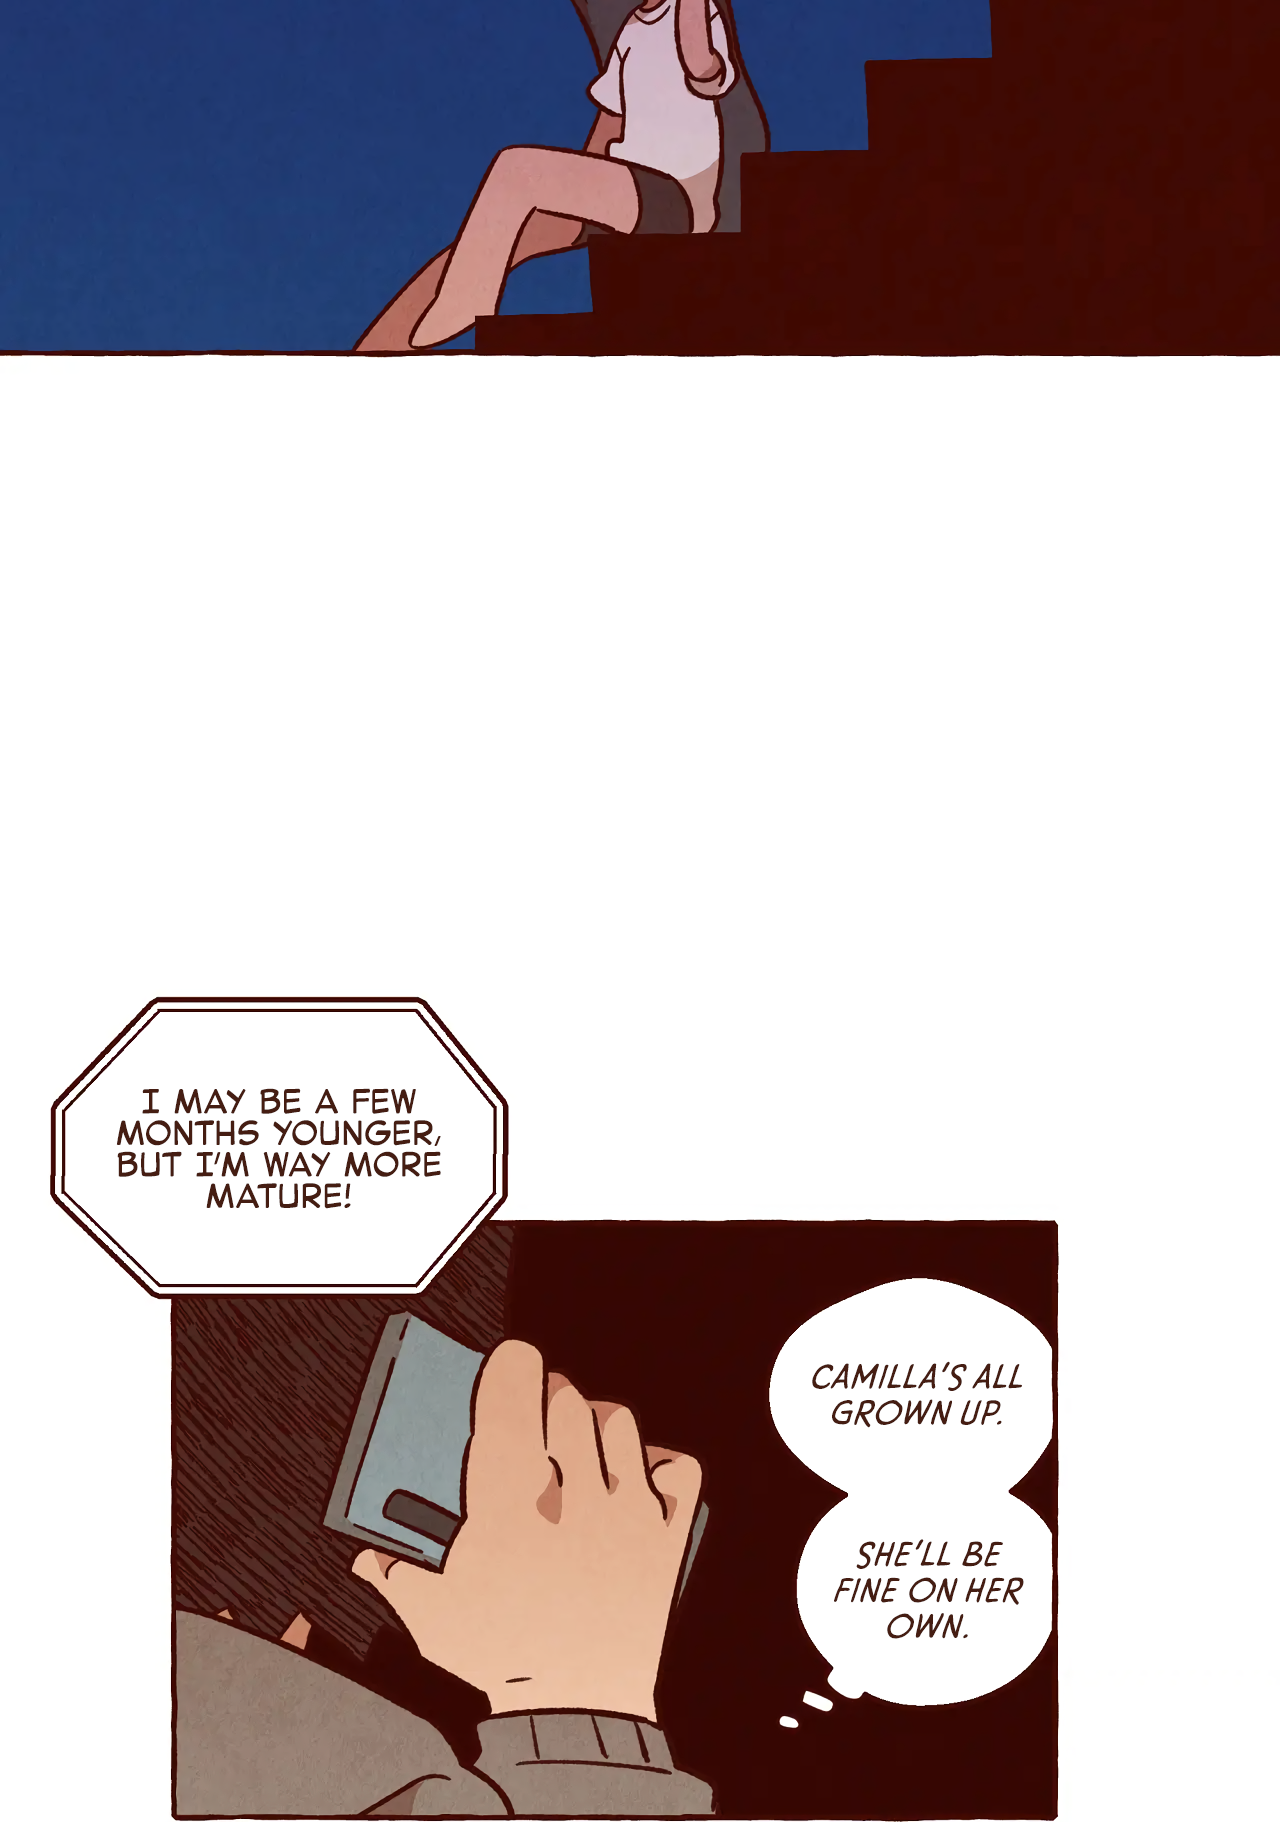 I MAY BE A FEW
MONTHS YOUNGER,
BUT I'M WAY MORE
MATURE!
CAMILLA'S ALL
GROWN UP.
SHE'LL BE
FINE ON HER
OWN.